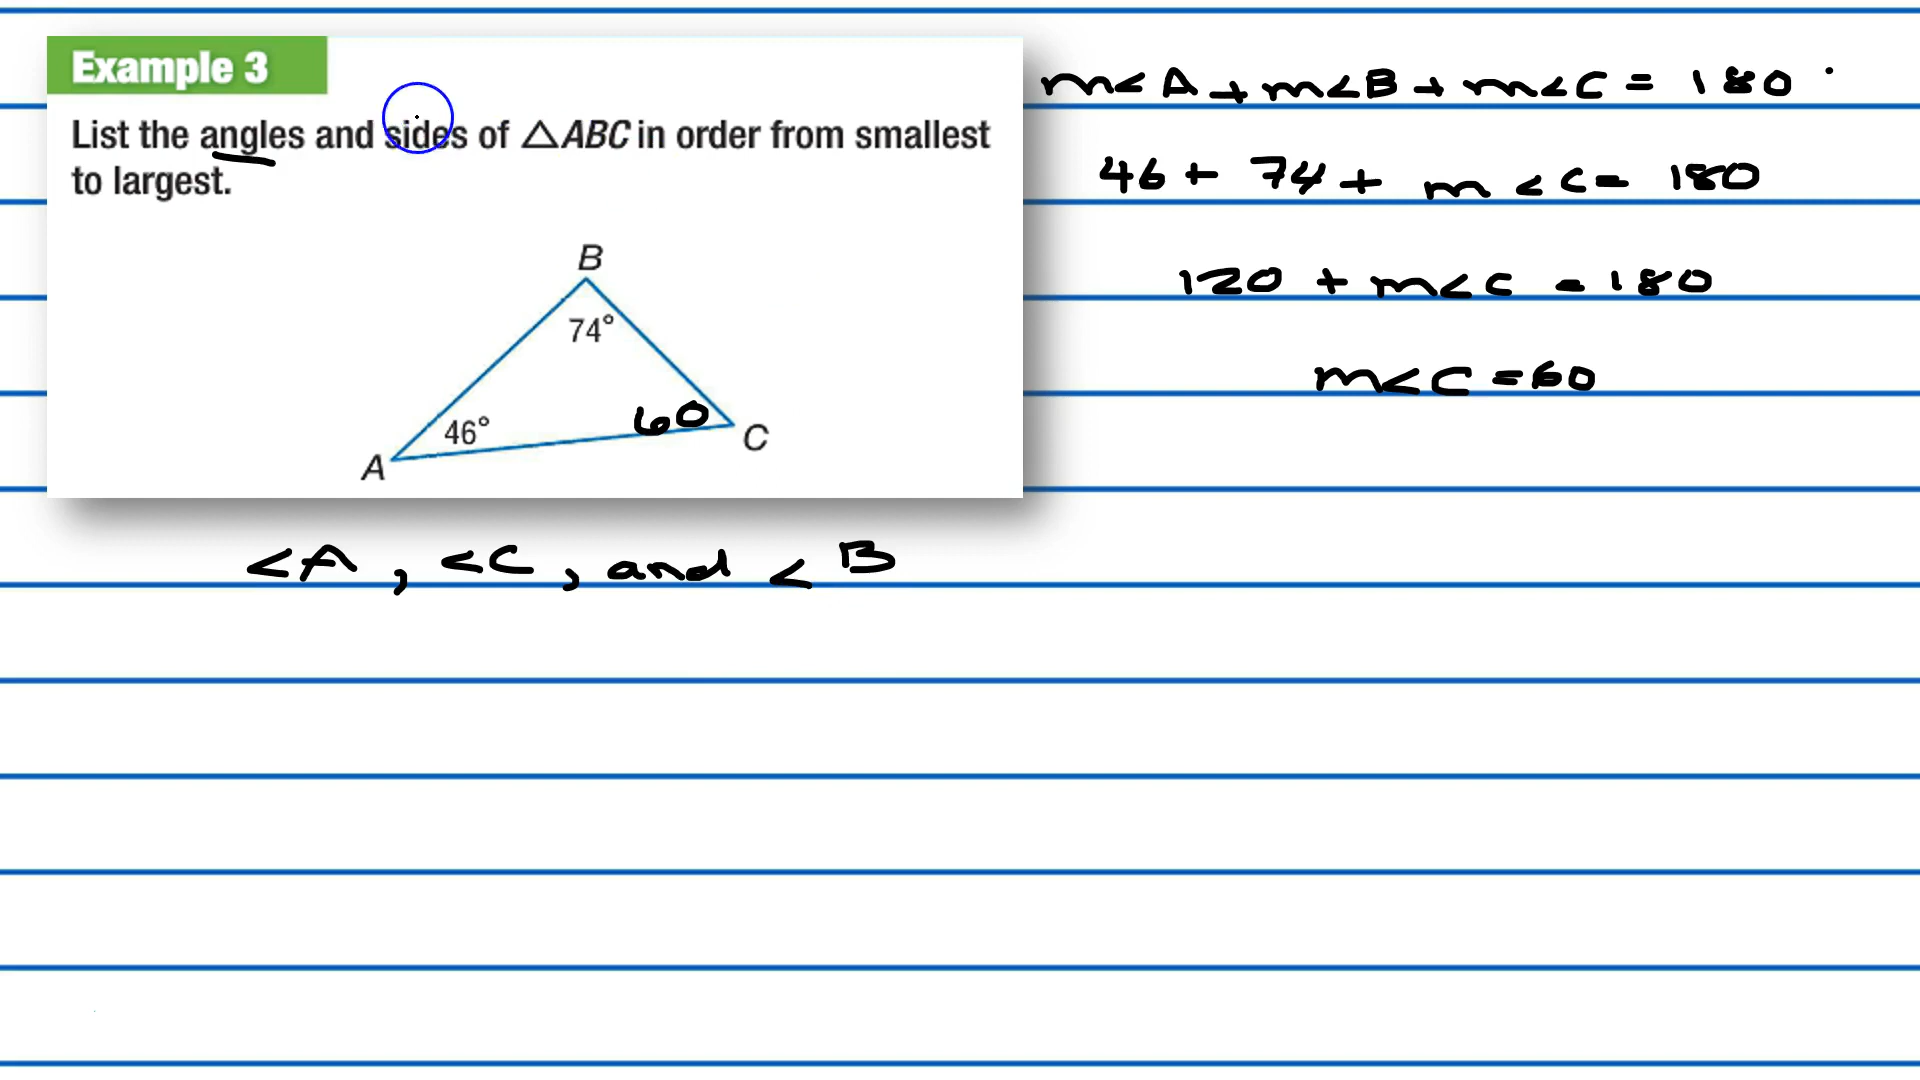 Example 3
List the angles and sides of △ABC in order from smallest
to largest.
B
74°
46°
60
A
C
m<A + m<B + m<C = 180
46 + 74 + m<C = 180
120 + m<C = 180
m<C = 60
<A, <C, and <B